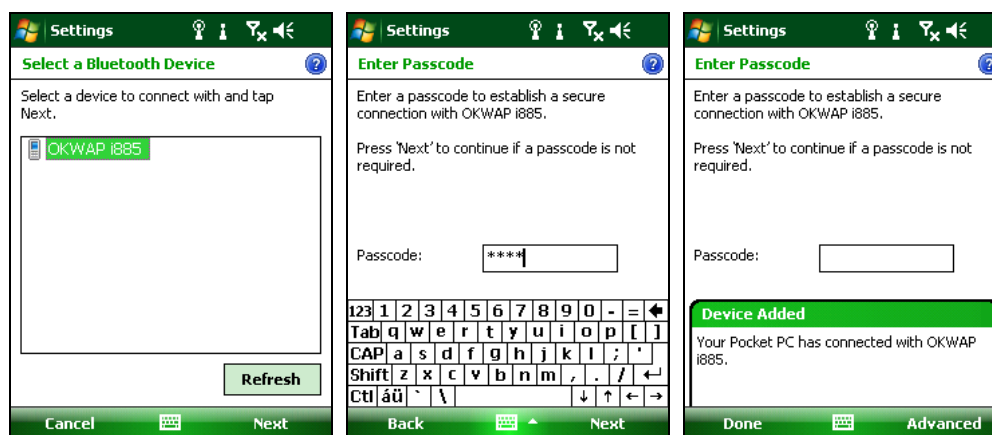 Settings
Select a Bluetooth Device
Select a device to connect with and tap
Next.
OKWAP i885
Refresh
Cancel Next
Settings
Enter Passcode
Enter a passcode to establish a secure
connection with OKWAP i885.
Press 'Next' to continue if a passcode is not
required.
Passcode: ****
123 1 2 3 4 5 6 7 8 9 0 - =
Tab q w e r t y u i o p [ ]
CAP a s d f g h j k l ; '
Shift z x c v b n m , . /
Ctl áü ` \
Back Next
Settings
Enter Passcode
Enter a passcode to establish a secure
connection with OKWAP i885.
Press 'Next' to continue if a passcode is not
required.
Passcode:
Device Added
Your Pocket PC has connected with OKWAP
i885.
Done Advanced